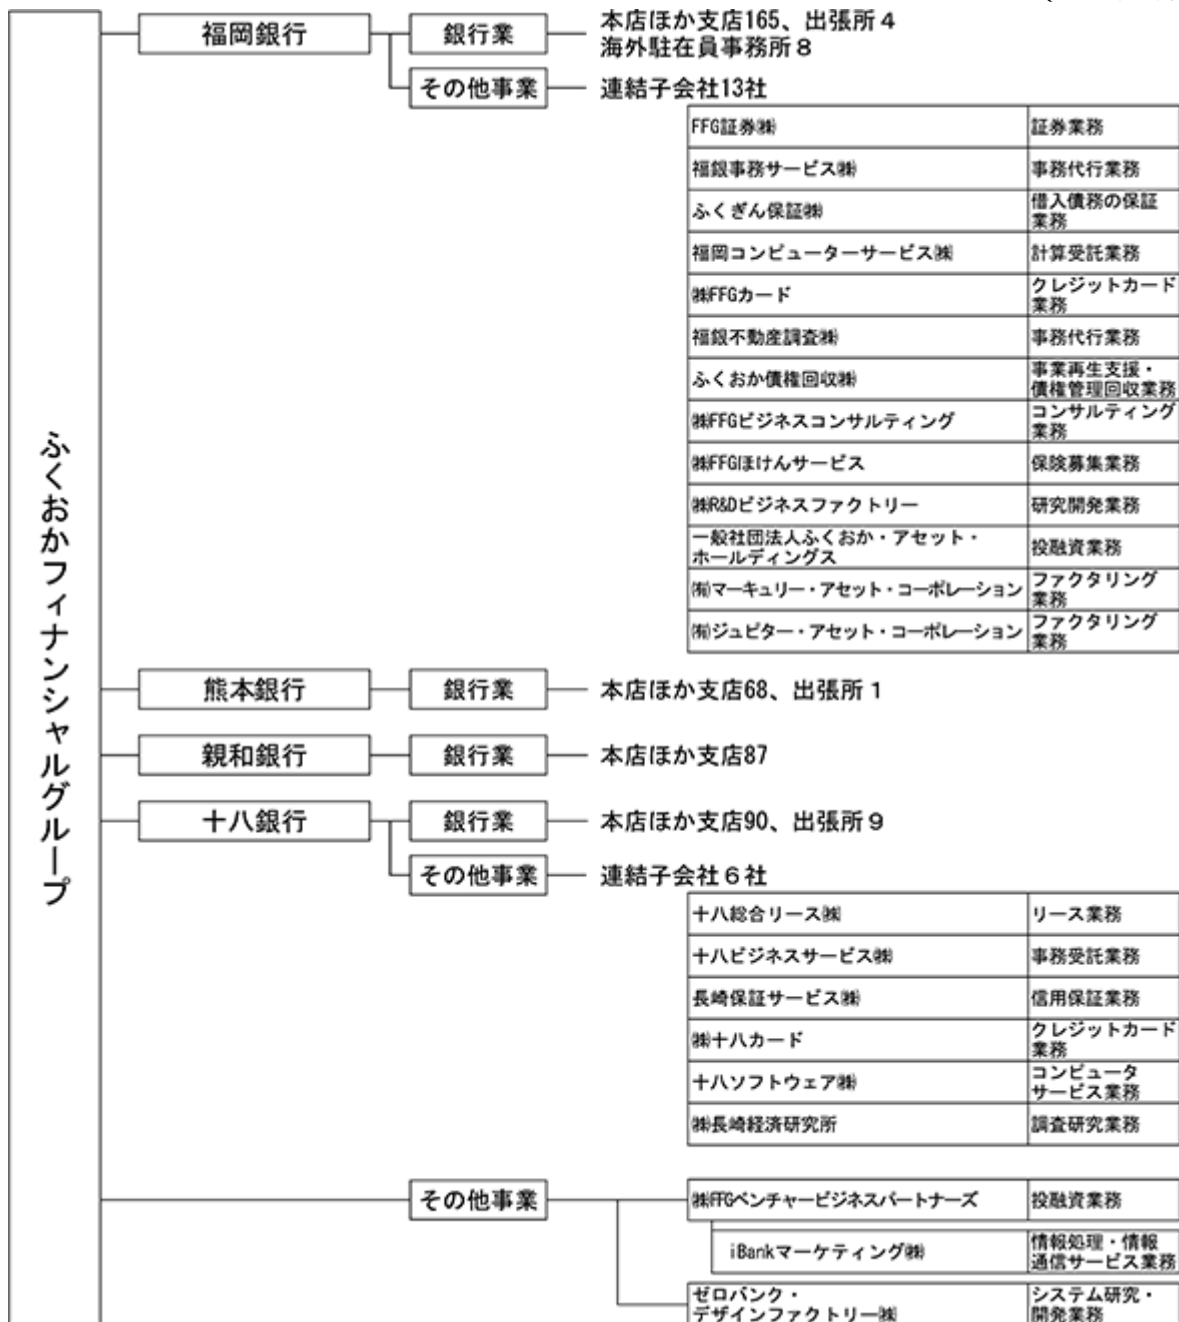 ふくおかフィナンシャルグループ
福岡銀行
銀行業
本店ほか支店165、出張所4
海外駐在員事務所8
その他事業
連結子会社13社
FFG証券㈱
証券業務
福銀事務サービス㈱
事務代行業務
ふくぎん保証㈱
借入債務の保証
業務
福岡コンピューターサービス㈱
計算受託業務
㈱FFGカード
クレジットカード
業務
福銀不動産調査㈱
事務代行業務
ふくおか債権回収㈱
事業再生支援・
債権管理回収業務
㈱FFGビジネスコンサルティング
コンサルティング
業務
㈱FFGほけんサービス
保険募集業務
㈱R&Dビジネスファクトリー
研究開発業務
一般社団法人ふくおか・アセット・
ホールディングス
投融資業務
㈲マーキュリー・アセット・コーポレーション
ファクタリング
業務
㈲ジュピター・アセット・コーポレーション
ファクタリング
業務
熊本銀行
銀行業
本店ほか支店68、出張所1
親和銀行
銀行業
本店ほか支店87
十八銀行
銀行業
本店ほか支店90、出張所9
その他事業
連結子会社6社
十八総合リース㈱
リース業務
十八ビジネスサービス㈱
事務受託業務
長崎保証サービス㈱
信用保証業務
㈱十八カード
クレジットカード
業務
十八ソフトウェア㈱
コンピュータ
サービス業務
㈱長崎経済研究所
調査研究業務
その他事業
㈱FFGベンチャービジネスパートナーズ
投融資業務
iBankマーケティング㈱
情報処理・情報
通信サービス業務
ゼロバンク・
デザインファクトリー㈱
システム研究・
開発業務